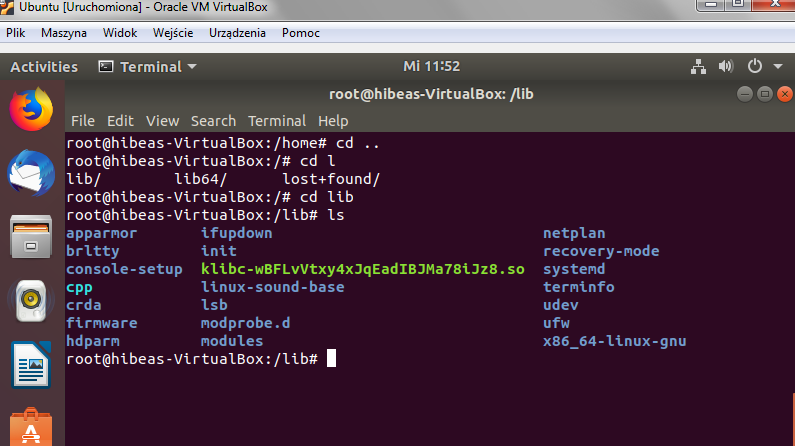 Ubuntu [Uruchomiona] - Oracle VM VirtualBox
Plik Maszyna Widok Wejście Urządzenia Pomoc
Activities Terminal Mi 11:52
root@hibeas-VirtualBox: /lib
File Edit View Search Terminal Help
root@hibeas-VirtualBox:/home# cd ..
root@hibeas-VirtualBox:/# cd l
lib/ lib64/ lost+found/
root@hibeas-VirtualBox:/# cd lib
root@hibeas-VirtualBox:/lib# ls
apparmor ifupdown netplan
brltty init recovery-mode
console-setup klibc-wBFLvVtxy4xJqEadIBJMa78iJz8.so systemd
cpp linux-sound-base terminfo
crda lsb udev
firmware modprobe.d ufw
hdparm modules x86_64-linux-gnu
root@hibeas-VirtualBox:/lib#